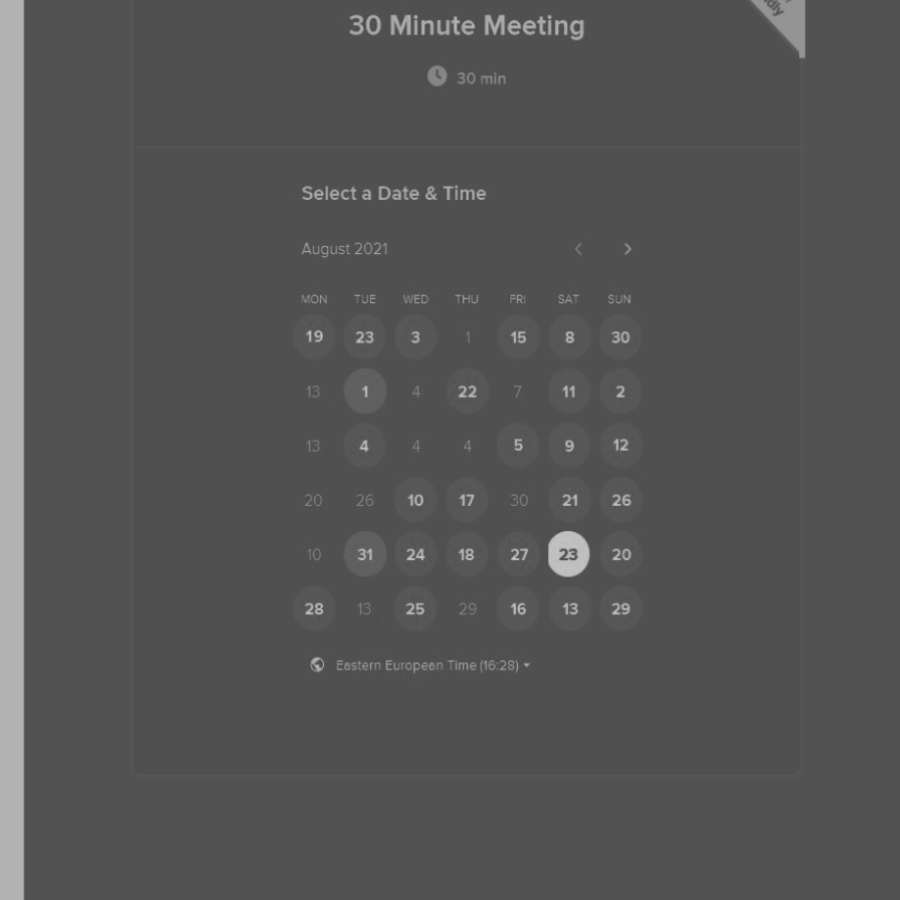 dly
30 Minute Meeting
30 min
Select a Date & Time
August 2021
MON TUE WED THU FRI SAT SUN
19 23 3 1 15 8 30
13 1 4 22 7 11 2
13 4 4 4 5 9 12
20 26 10 17 30 21 26
10 31 24 18 27 23 20
28 13 25 29 16 13 29
Eastern European Time (16:28)